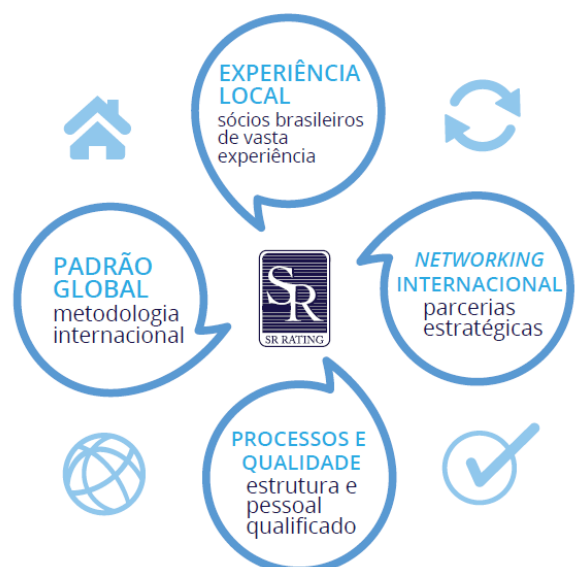 EXPERIÊNCIA
LOCAL
sócios brasileiros
de vasta
experiência
PADRÃO
GLOBAL
metodologia
internacional
SR
SR RATING
NETWORKING
INTERNACIONAL
parcerias
estratégicas
PROCESSOS E
QUALIDADE
estrutura e
pessoal
qualificado